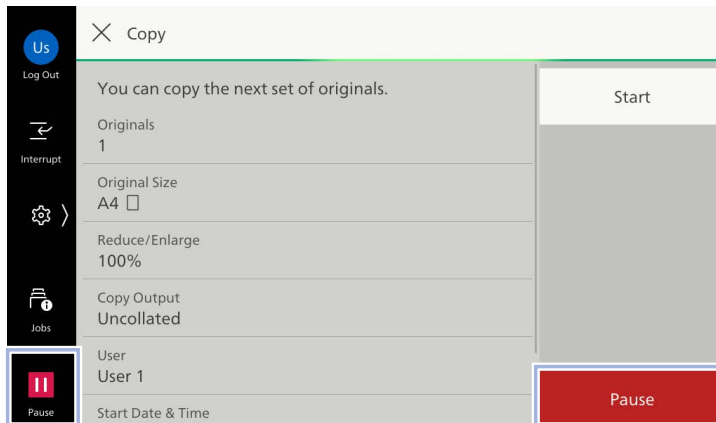 Us
Log Out
Interrupt
Jobs
Pause
Copy
You can copy the next set of originals.
Originals
1
Original Size
A4
Reduce/Enlarge
100%
Copy Output
Uncollated
User
User 1
Start Date & Time
Start
Pause